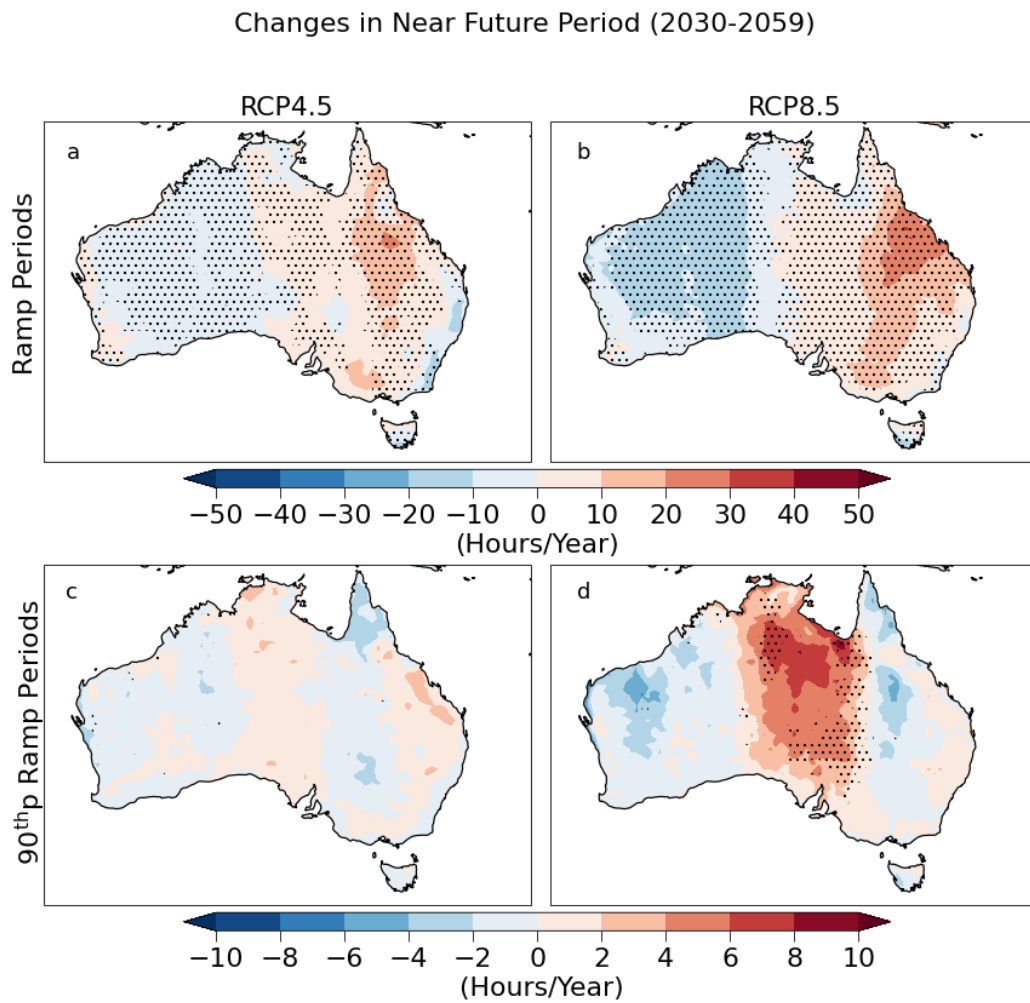 Changes in Near Future Period (2030-2059)
RCP4.5
RCP8.5
Ramp Periods
a
b
−50 −40 −30 −20 −10 0 10 20 30 40 50
(Hours/Year)
90thp Ramp Periods
c
d
−10 −8 −6 −4 −2 0 2 4 6 8 10
(Hours/Year)